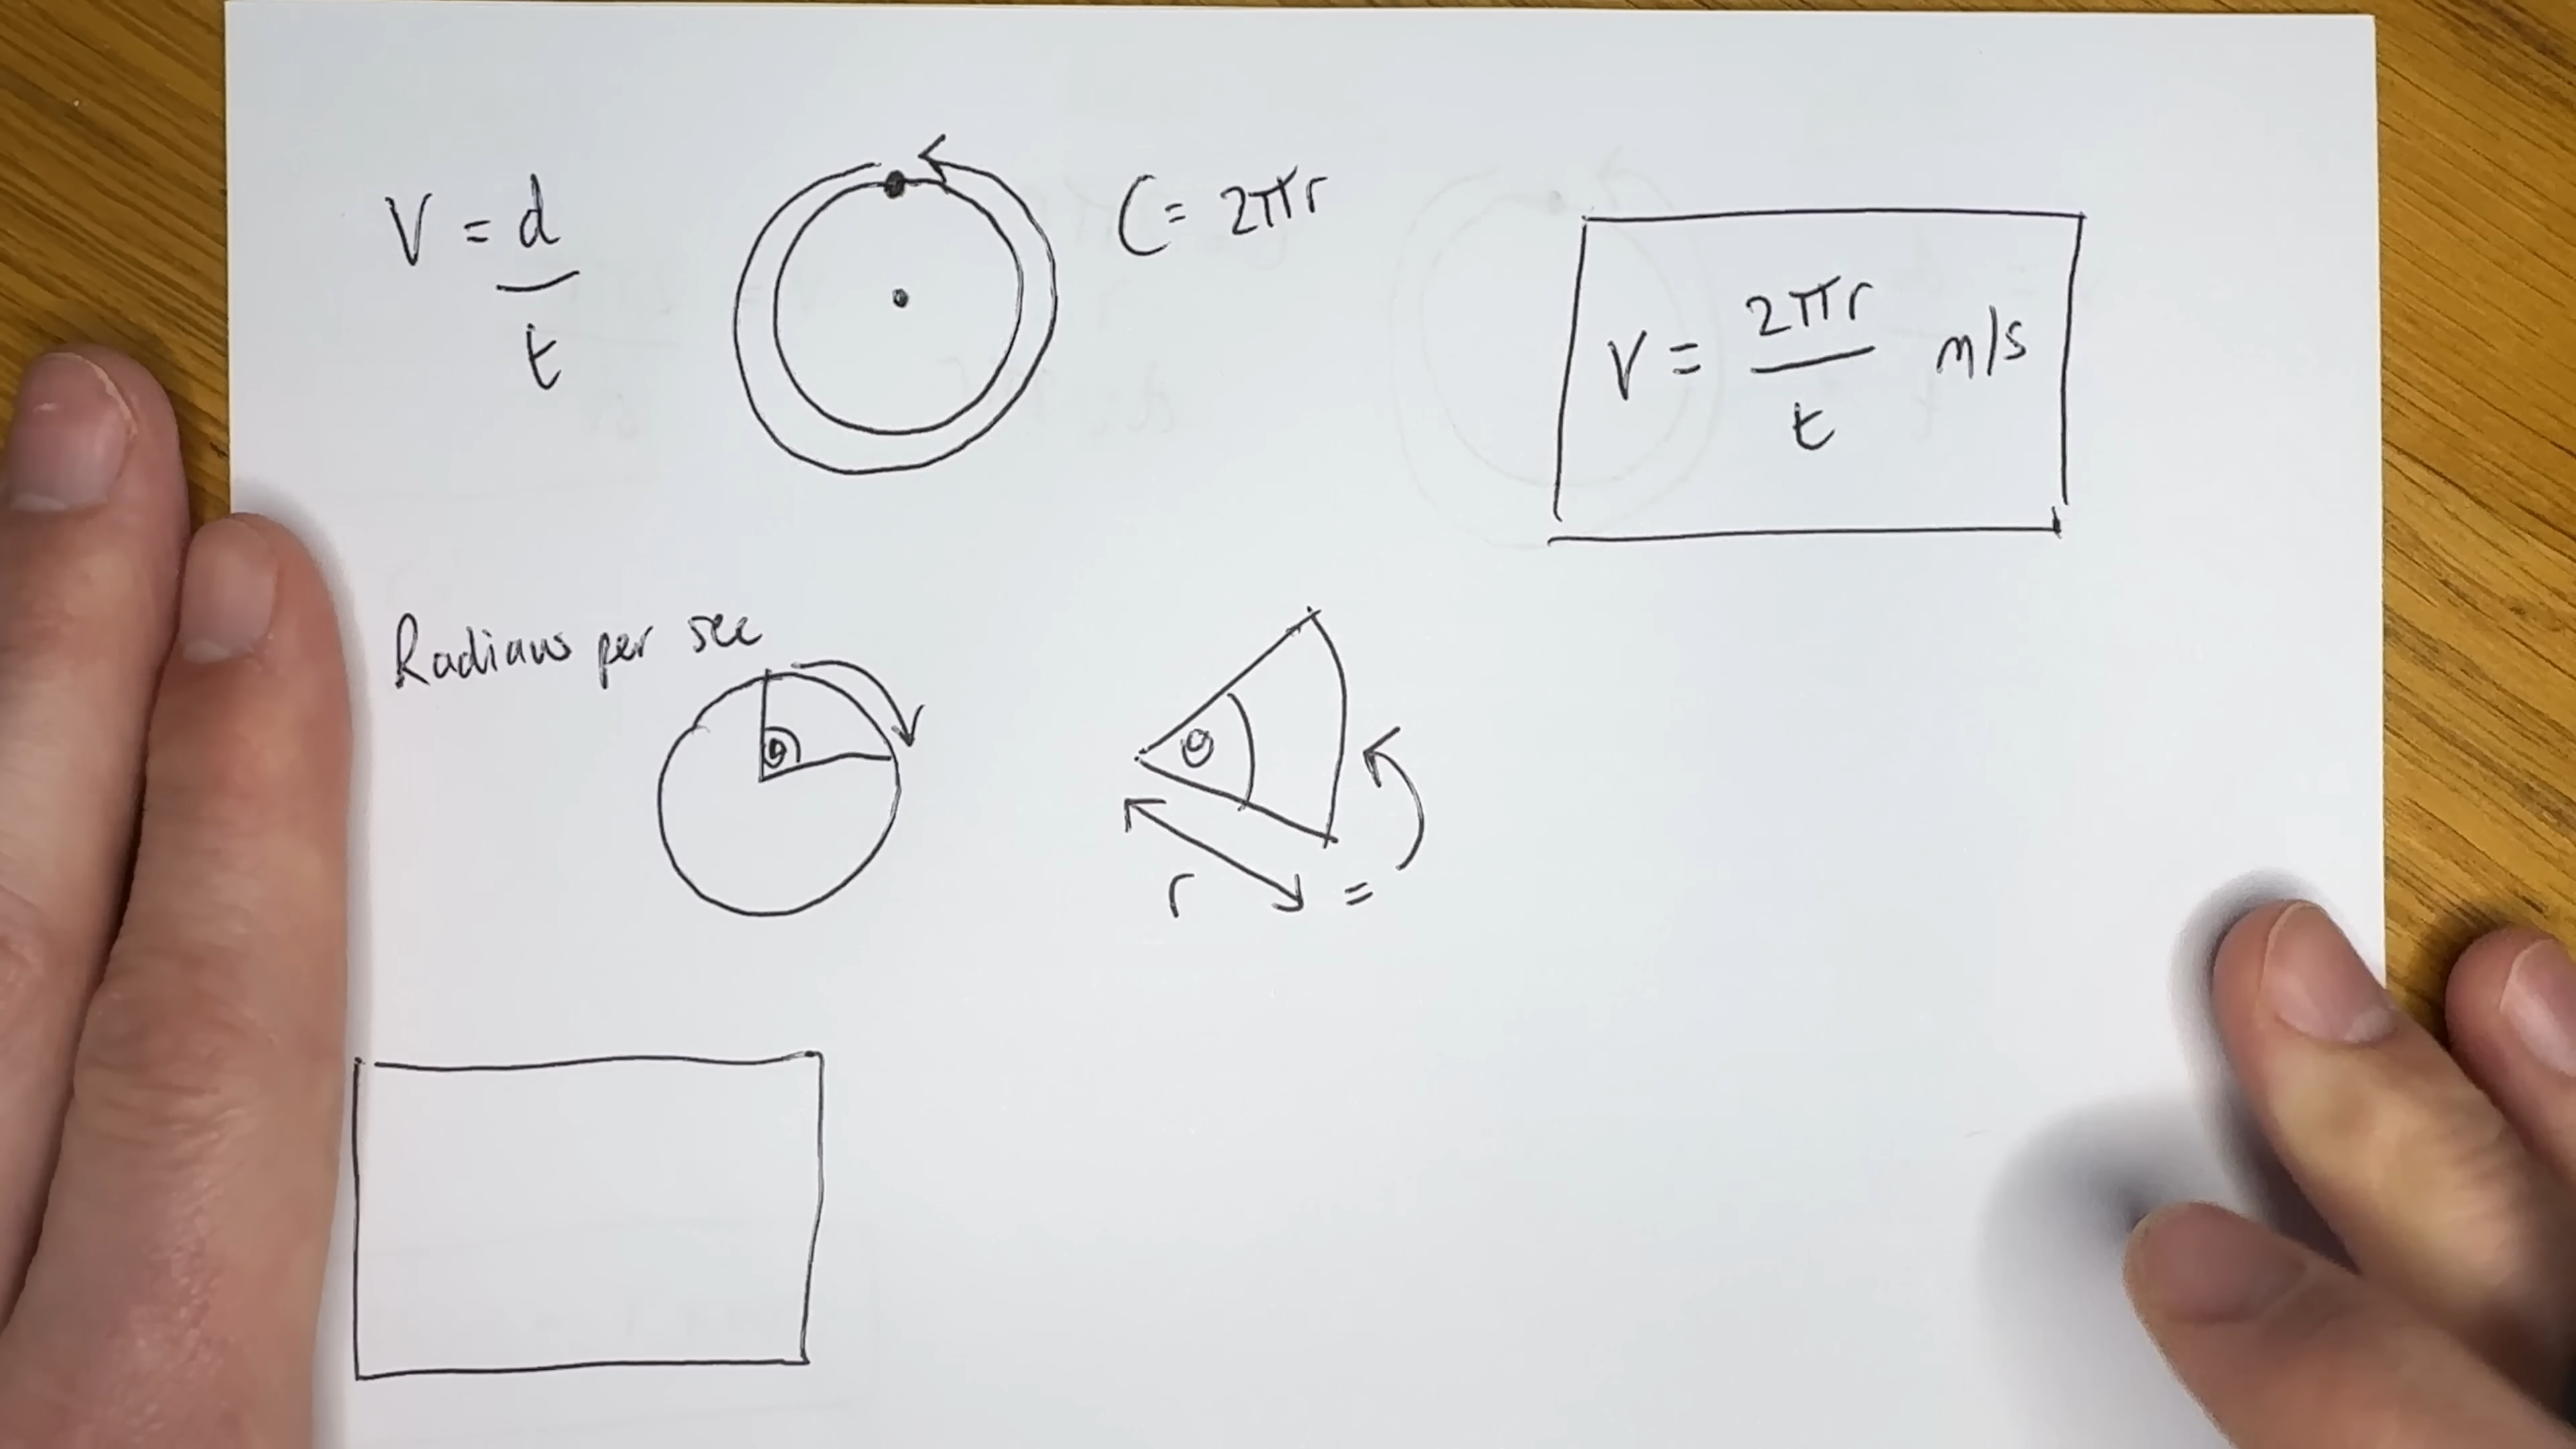 V = d/t
C = 2πr
V = 2πr/t m/s
Radians per sec
θ
θ
r =